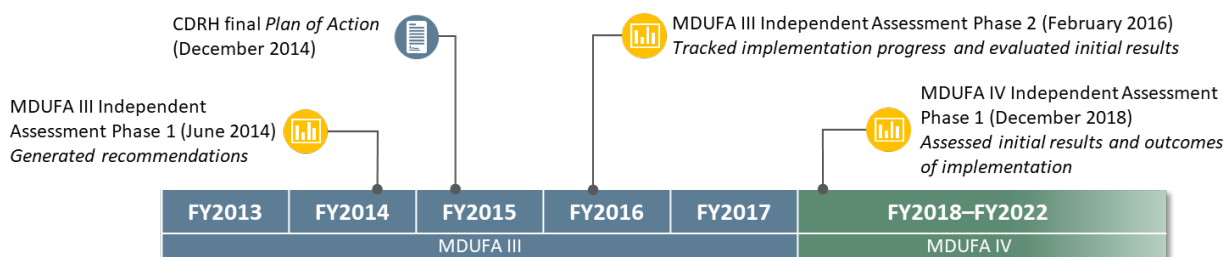 CDRH final Plan of Action
(December 2014)
MDUFA III Independent Assessment Phase 2 (February 2016)
Tracked implementation progress and evaluated initial results
MDUFA III Independent
Assessment Phase 1 (June 2014)
Generated recommendations
MDUFA IV Independent Assessment
Phase 1 (December 2018)
Assessed initial results and outcomes
of implementation
FY2013 FY2014 FY2015 FY2016 FY2017 FY2018–FY2022
MDUFA III MDUFA IV